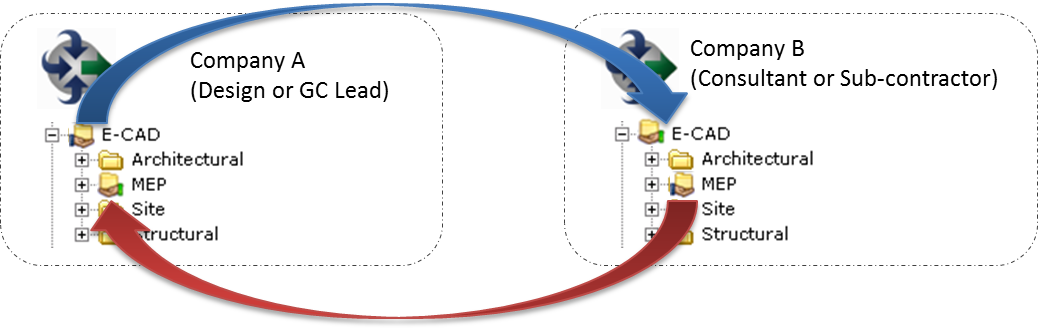 Company A
(Design or GC Lead)
E-CAD
Architectural
MEP
Site
Structural
Company B
(Consultant or Sub-contractor)
E-CAD
Architectural
MEP
Site
Structural